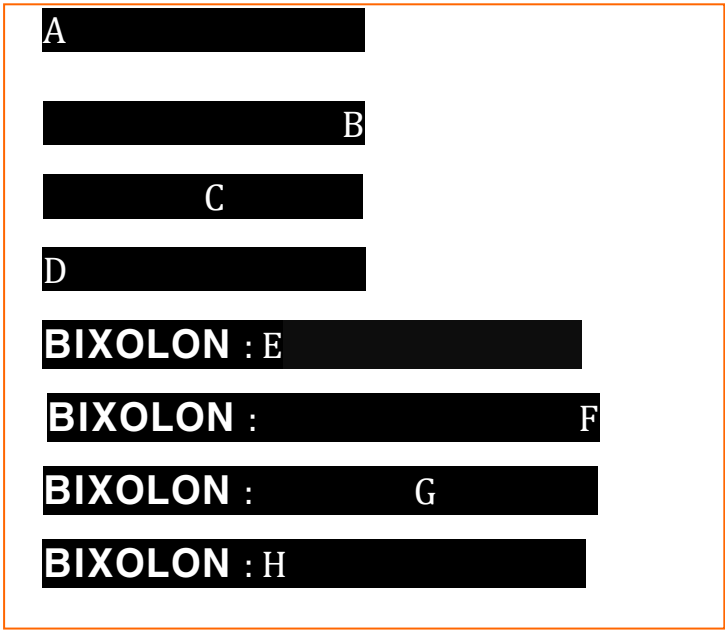 A
B
C
D
BIXOLON : E
BIXOLON : F
BIXOLON : G
BIXOLON : H